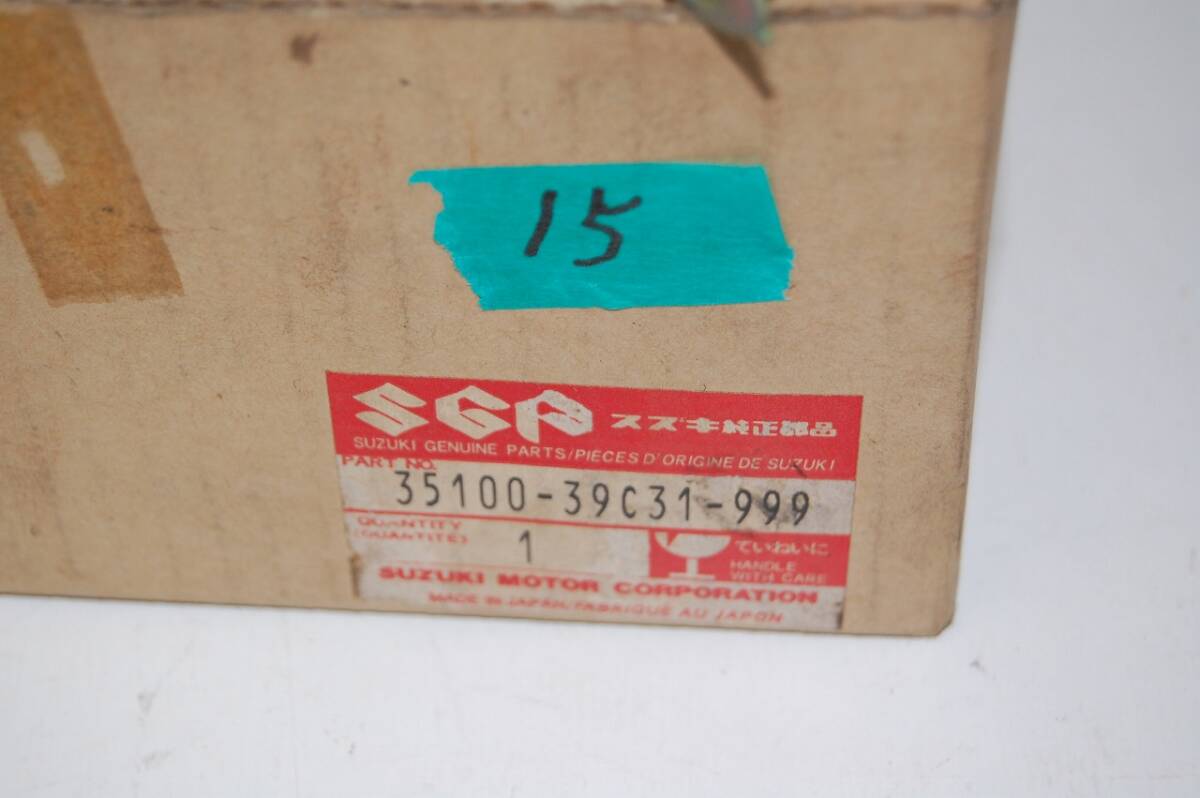 15
SGP スズキ純正部品
SUZUKI GENUINE PARTS/PIECES D'ORIGINE DE SUZUKI
PART NO.
35100-39C31-999
QUANTITY
(QUANTITE) 1
ていねいに
HANDLE
WITH CARE
SUZUKI MOTOR CORPORATION
MADE IN JAPAN/FABRIQUÉ AU JAPON